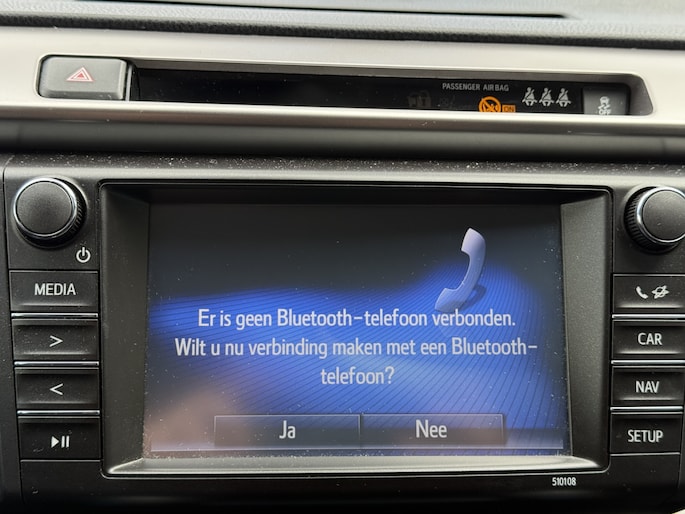 PASSENGER AIR BAG
ON
OFF
MEDIA
CAR
NAV
SETUP
Er is geen Bluetooth-telefoon verbonden.
Wilt u nu verbinding maken met een Bluetooth-
telefoon?
Ja Nee
510108